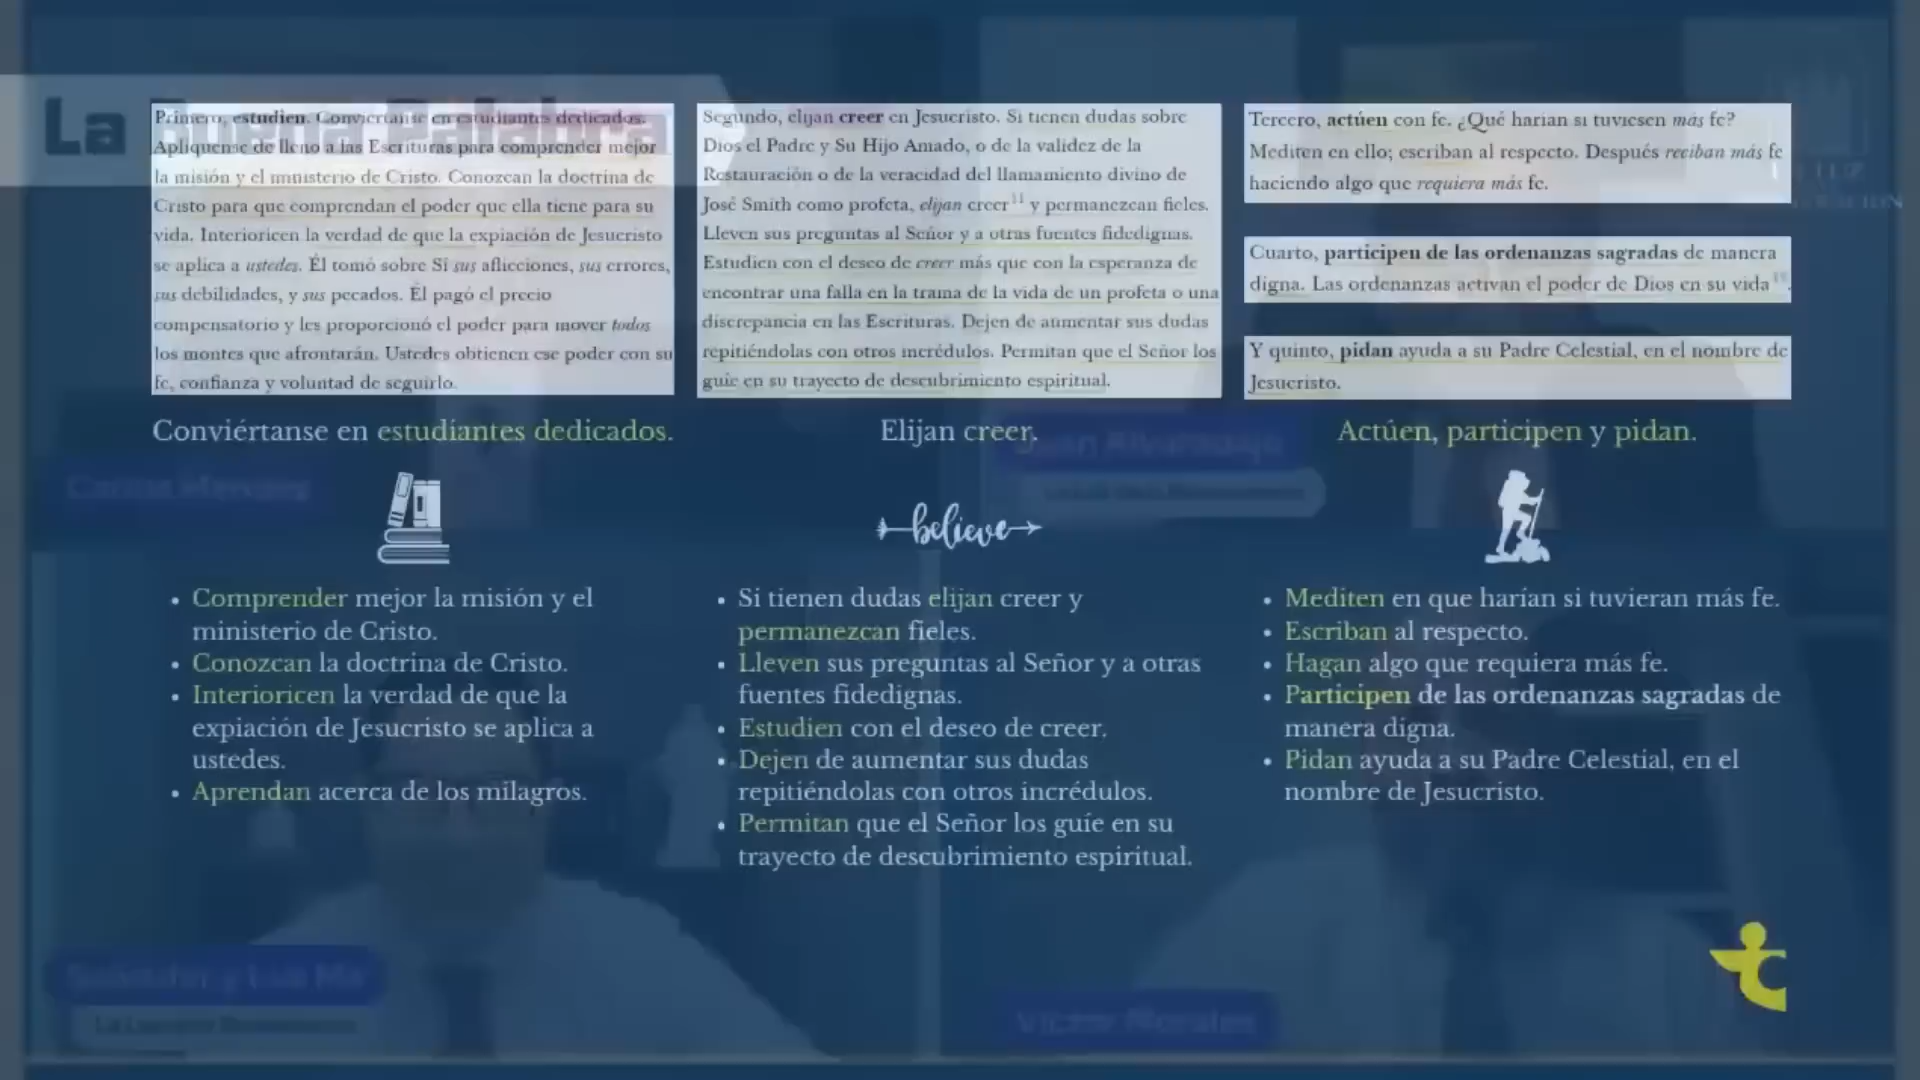 La Buena Palabra
Primero, estudien. Conviértanse en estudiantes dedicados.
Aplíquense de lleno a las Escrituras para comprender mejor
la misión y el ministerio de Cristo. Conozcan la doctrina de
Cristo para que comprendan el poder que ella tiene para su
vida. Interioricen la verdad de que la expiación de Jesucristo
se aplica a ustedes. Él tomó sobre Sí sus aflicciones, sus errores,
sus debilidades, y sus pecados. Él pagó el precio
compensatorio y les proporcionó el poder para mover todos
los montes que afrontarán. Ustedes obtienen ese poder con su
fe, confianza y voluntad de seguirlo.
Conviértanse en estudiantes dedicados.
• Comprender mejor la misión y el
ministerio de Cristo.
• Conozcan la doctrina de Cristo.
• Interioricen la verdad de que la
expiación de Jesucristo se aplica a
ustedes.
• Aprendan acerca de los milagros.
Segundo, elijan creer en Jesucristo. Si tienen dudas sobre
Dios el Padre y Su Hijo Amado, o de la validez de la
Restauración o de la veracidad del llamamiento divino de
José Smith como profeta, elijan creer¹¹ y permanezcan fieles.
Lleven sus preguntas al Señor y a otras fuentes fidedignas.
Estudien con el deseo de creer más que con la esperanza de
encontrar una falla en la trama de la vida de un profeta o una
discrepancia en las Escrituras. Dejen de aumentar sus dudas
repitiéndolas con otros incrédulos. Permitan que el Señor los
guíe en su trayecto de descubrimiento espiritual.
Elijan creer.
believe
• Si tienen dudas elijan creer y
permanezcan fieles.
• Lleven sus preguntas al Señor y a otras
fuentes fidedignas.
• Estudien con el deseo de creer.
• Dejen de aumentar sus dudas
repitiéndolas con otros incrédulos.
• Permitan que el Señor los guíe en su
trayecto de descubrimiento espiritual.
Tercero, actúen con fe. ¿Qué harían si tuviesen más fe?
Mediten en ello; escriban al respecto. Después reciban más fe
haciendo algo que requiera más fe.
Cuarto, participen de las ordenanzas sagradas de manera
digna. Las ordenanzas activan el poder de Dios en su vida
Y quinto, pidan ayuda a su Padre Celestial, en el nombre de
Jesucristo.
Actúen, participen y pidan.
• Mediten en que harían si tuvieran más fe.
• Escriban al respecto.
• Hagan algo que requiera más fe.
• Participen de las ordenanzas sagradas de
manera digna.
• Pidan ayuda a su Padre Celestial, en el
nombre de Jesucristo.
Víctor Morales